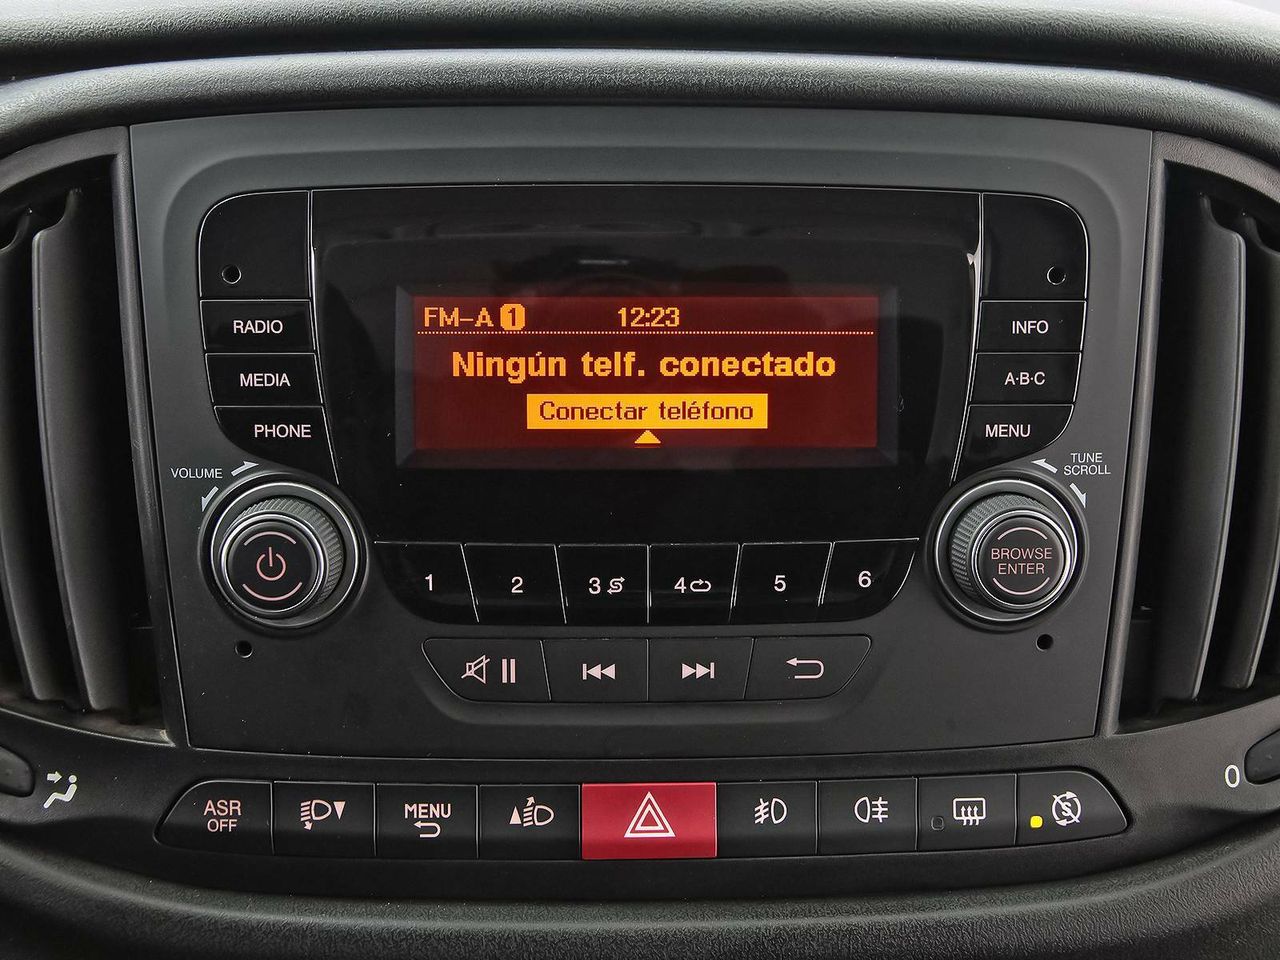 FM-A 1 12:23
Ningún telf. conectado
Conectar teléfono
RADIO
MEDIA
PHONE
VOLUME
INFO
A·B·C
MENU
TUNE
SCROLL
BROWSE
ENTER
1 2 3 4 5 6
ASR
OFF
MENU
0